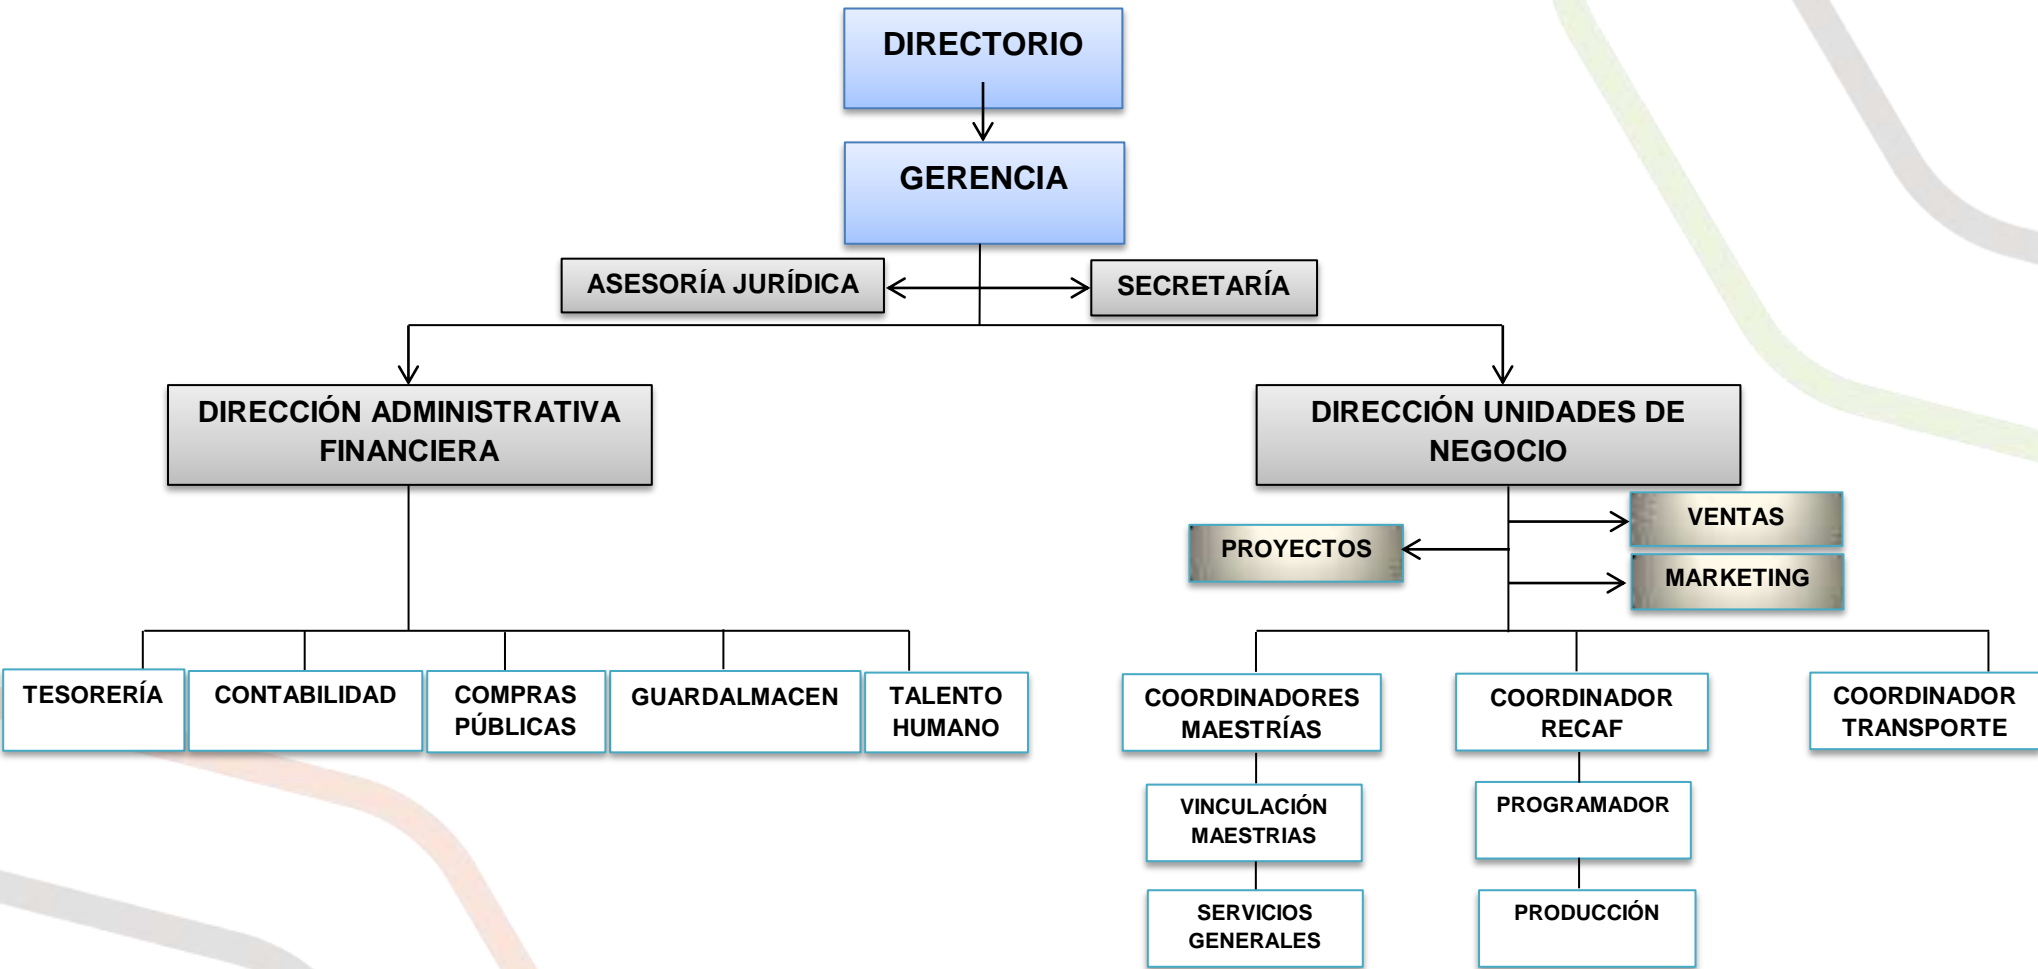 DIRECTORIO
GERENCIA
ASESORÍA JURÍDICA
SECRETARÍA
DIRECCIÓN ADMINISTRATIVA
FINANCIERA
DIRECCIÓN UNIDADES DE
NEGOCIO
VENTAS
PROYECTOS
MARKETING
TESORERÍA
CONTABILIDAD
COMPRAS
PÚBLICAS
GUARDALMACEN
TALENTO
HUMANO
COORDINADORES
MAESTRÍAS
COORDINADOR
RECAF
COORDINADOR
TRANSPORTE
VINCULACIÓN
MAESTRIAS
PROGRAMADOR
SERVICIOS
GENERALES
PRODUCCIÓN